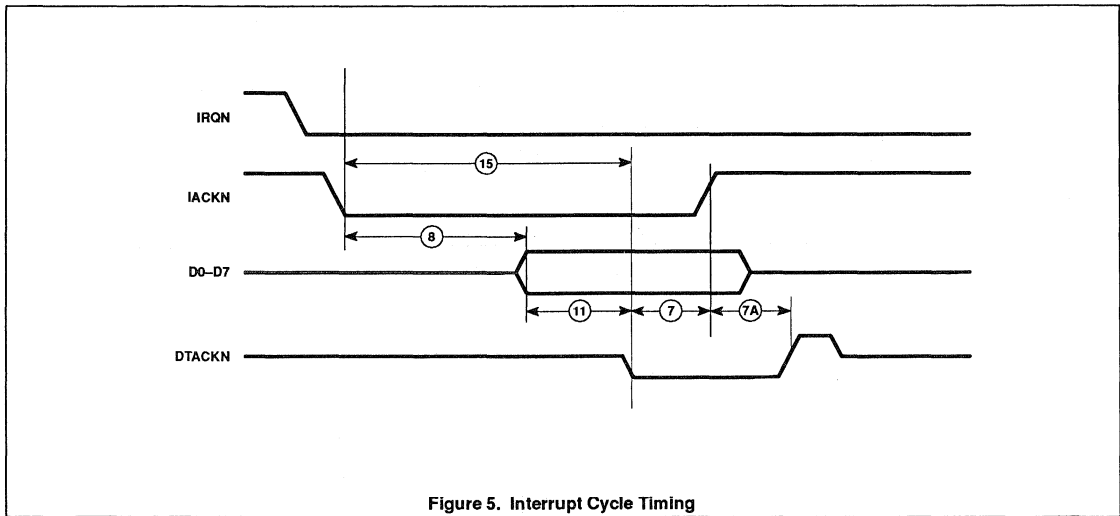 IRQN
15
IACKN
8
D0–D7
11
7
7A
DTACKN
Figure 5. Interrupt Cycle Timing